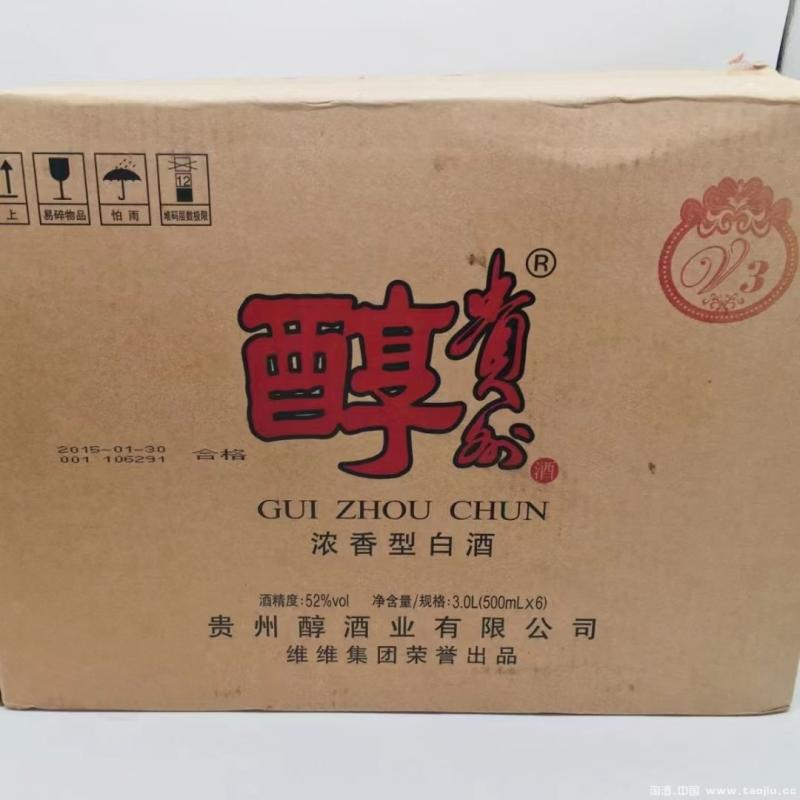 上
易碎物品
怕雨
12
堆码层数极限
V3
醇
貴州
®
酒
2015-01-30
001 106291
合格
GUI ZHOU CHUN
浓香型白酒
酒精度:52%vol 净含量/规格:3.0L(500mL×6)
贵州醇酒业有限公司
维维集团荣誉出品
淘酒.中国 www.taojiu.cc